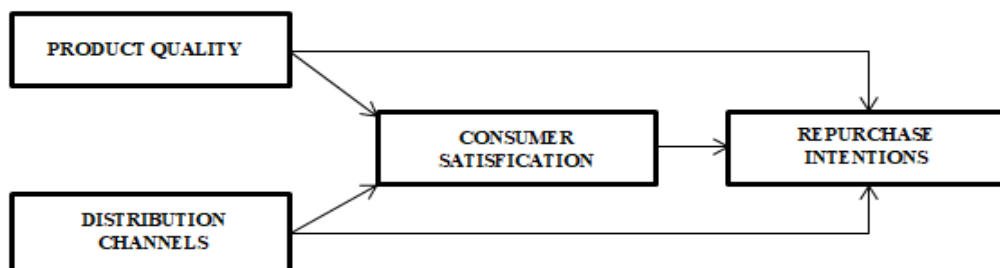 PRODUCT QUALITY
CONSUMER
SATISFICATION
REPURCHASE
INTENTIONS
DISTRIBUTION
CHANNELS